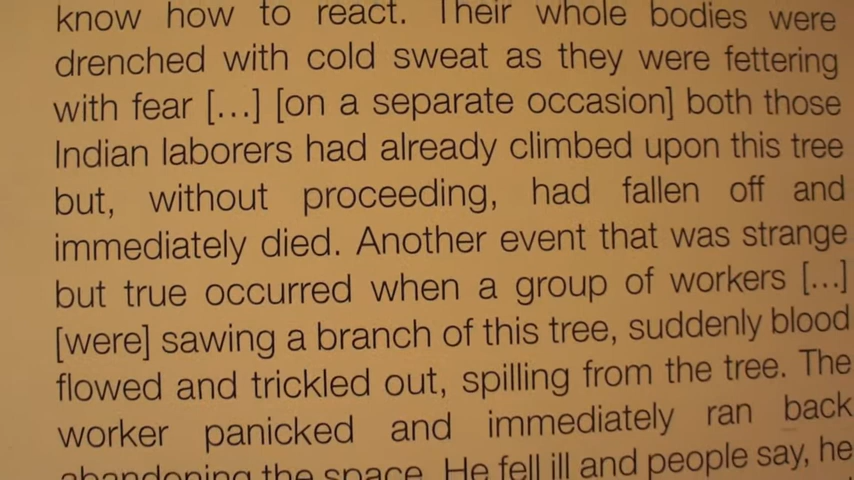 know how to react. Their whole bodies were
drenched with cold sweat as they were fettering
with fear [...] [on a separate occasion] both those
Indian laborers had already climbed upon this tree
but, without proceeding, had fallen off and
immediately died. Another event that was strange
but true occurred when a group of workers [...]
[were] sawing a branch of this tree, suddenly blood
flowed and trickled out, spilling from the tree. The
worker panicked and immediately ran back
abandoning the space. He fell ill and people say, he